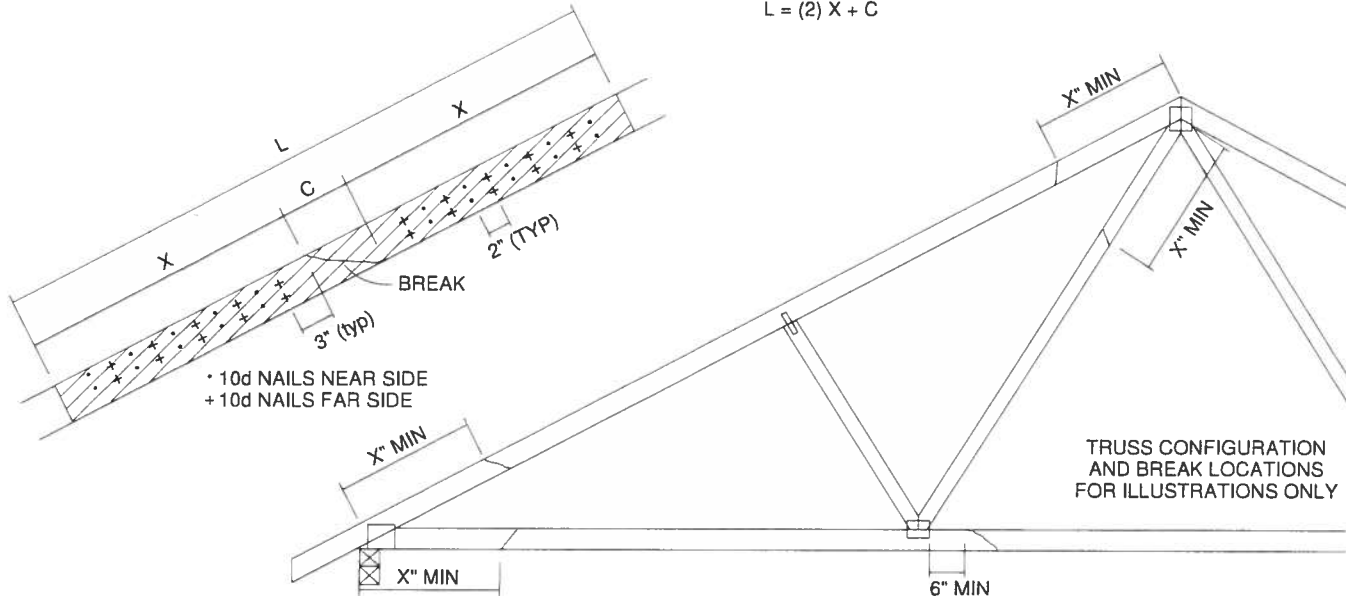 L = (2) X + C
X" MIN
X
L
C
X
2" (TYP)
BREAK
3" (typ)
• 10d NAILS NEAR SIDE
+ 10d NAILS FAR SIDE
X" MIN
X" MIN
TRUSS CONFIGURATION
AND BREAK LOCATIONS
FOR ILLUSTRATIONS ONLY
X" MIN
6" MIN